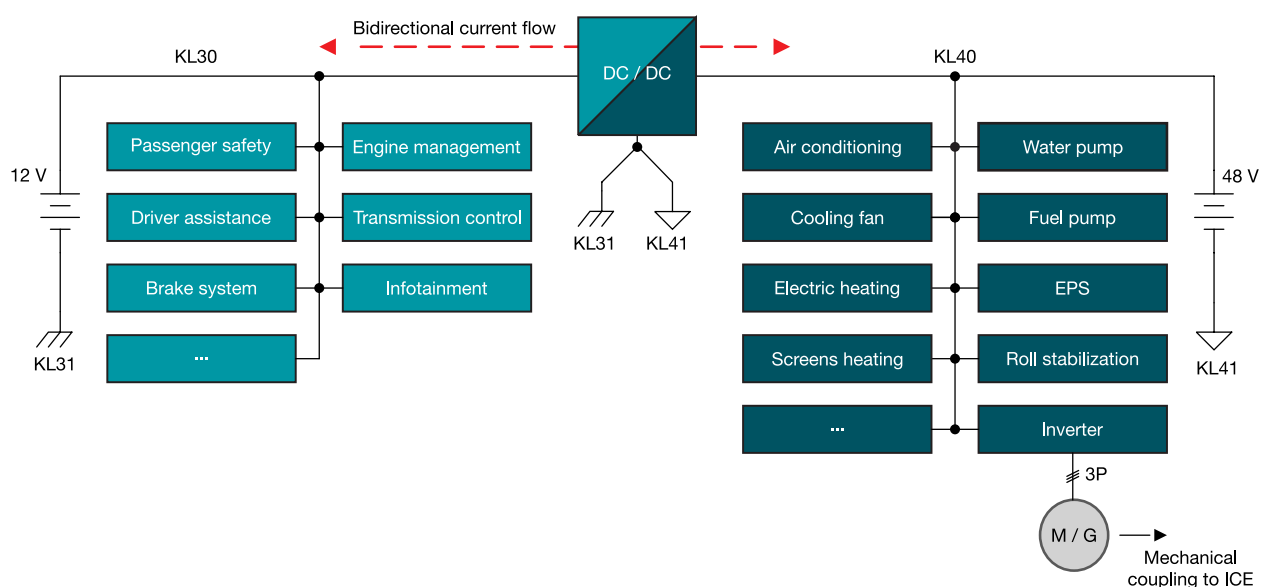 Bidirectional current flow
KL30
DC / DC
KL40
Passenger safety
Engine management
Air conditioning
Water pump
12 V
48 V
Driver assistance
Transmission control
KL31
KL41
Cooling fan
Fuel pump
Brake system
Infotainment
Electric heating
EPS
KL31
...
Screens heating
Roll stabilization
KL41
...
Inverter
3P
M / G
Mechanical
coupling to ICE